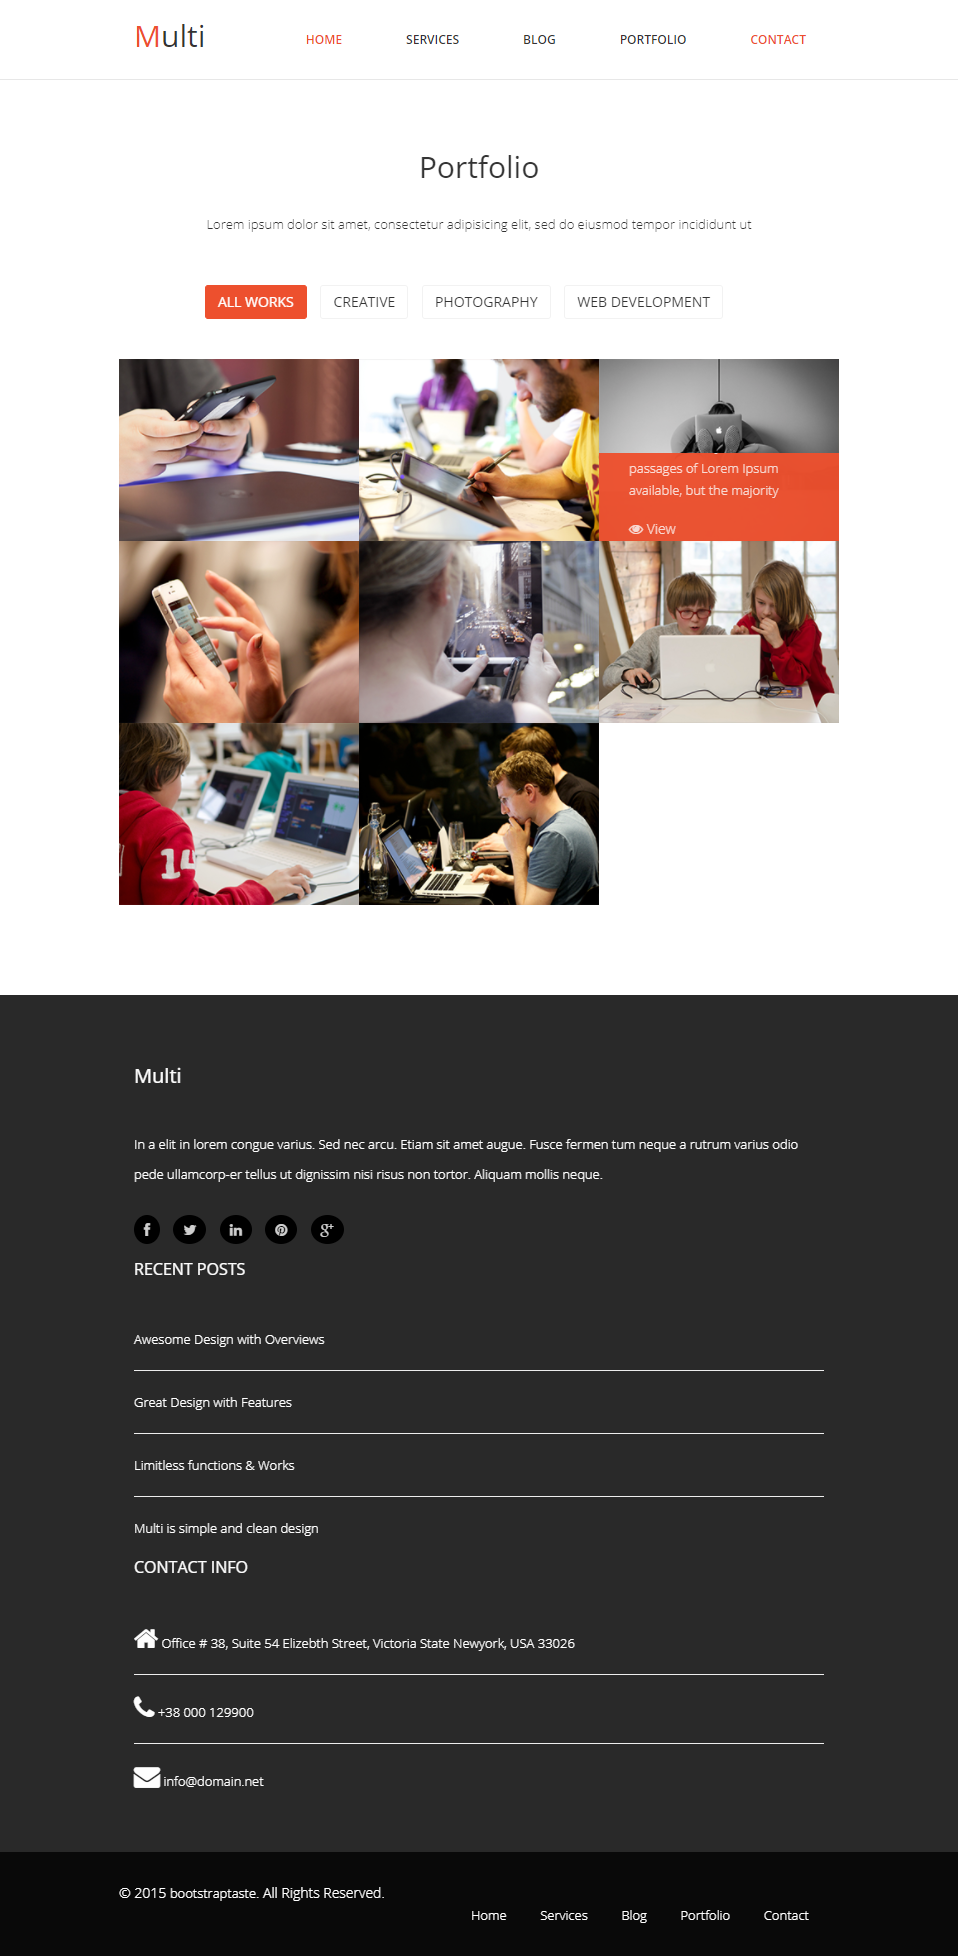 Multi
HOME SERVICES BLOG PORTFOLIO CONTACT
Portfolio
Lorem ipsum dolor sit amet, consectetur adipisicing elit, sed do eiusmod tempor incididunt ut
ALL WORKS CREATIVE PHOTOGRAPHY WEB DEVELOPMENT
passages of Lorem Ipsum
available, but the majority
View
14
Multi
In a elit in lorem congue varius. Sed nec arcu. Etiam sit amet augue. Fusce fermen tum neque a rutrum varius odio
pede ullamcorp-er tellus ut dignissim nisi risus non tortor. Aliquam mollis neque.
RECENT POSTS
Awesome Design with Overviews
Great Design with Features
Limitless functions & Works
Multi is simple and clean design
CONTACT INFO
Office # 38, Suite 54 Elizebth Street, Victoria State Newyork, USA 33026
+38 000 129900
info@domain.net
© 2015 bootstraptaste. All Rights Reserved.
Home Services Blog Portfolio Contact